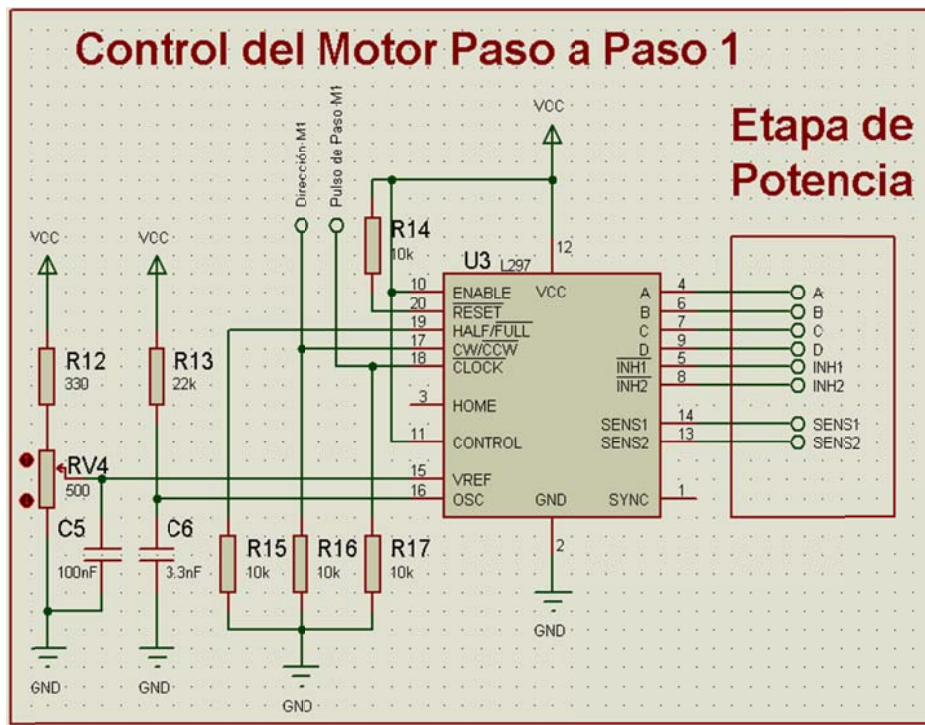 Control del Motor Paso a Paso 1
Dirección M1
Pulso de Paso M1
VCC
Etapa de
Potencia
R14
10k
U3
L297
12
VCC
VCC
R12
330
R13
22k
10
ENABLE
VCC
20
RESET
19
HALF/FULL
17
CW/CCW
18
CLOCK
3
HOME
11
CONTROL
15
VREF
16
OSC
GND
2
A
4
A
B
6
B
C
7
C
D
9
D
INH1
5
INH1
INH2
8
INH2
SENS1
14
SENS1
SENS2
13
SENS2
SYNC
1
RV4
500
C5
100nF
C6
3.3nF
R15
10k
R16
10k
R17
10k
GND
GND
GND
GND